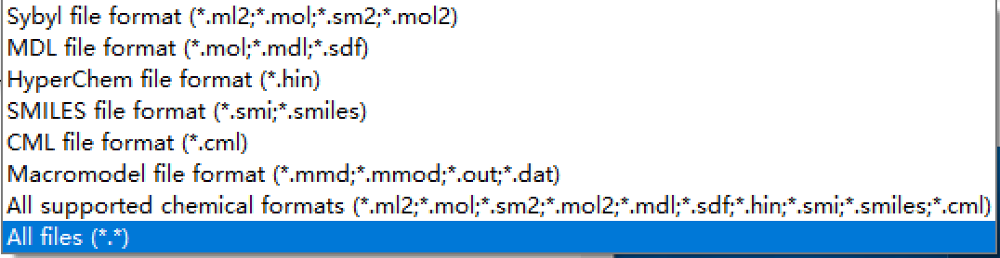 Sybyl file format (*.ml2;*.mol;*.sm2;*.mol2)
MDL file format (*.mol;*.mdl;*.sdf)
HyperChem file format (*.hin)
SMILES file format (*.smi;*.smiles)
CML file format (*.cml)
Macromodel file format (*.mmd;*.mmod;*.out;*.dat)
All supported chemical formats (*.ml2;*.mol;*.sm2;*.mol2;*.mdl;*.sdf;*.hin;*.smi;*.smiles;*.cml)
All files (*.*)